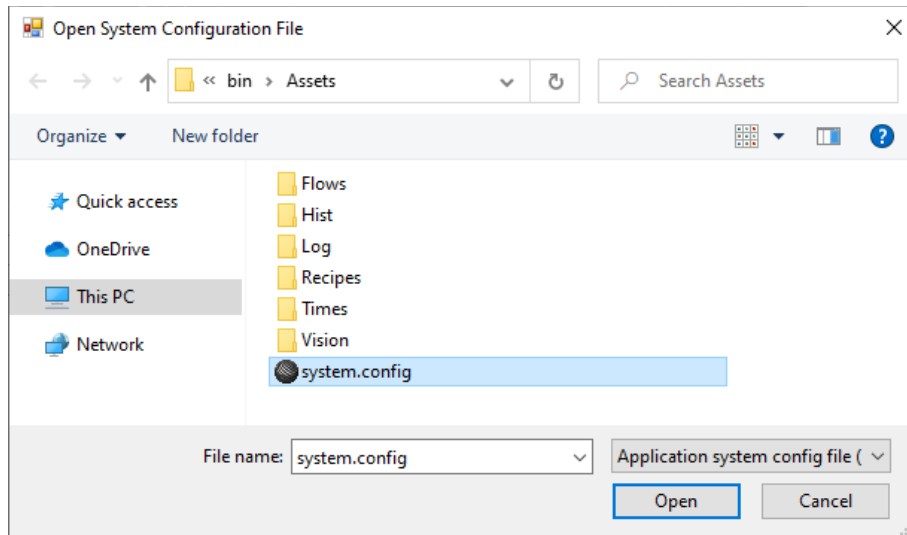 Open System Configuration File
« bin > Assets
Search Assets
Organize
New folder
Quick access
OneDrive
This PC
Network
Flows
Hist
Log
Recipes
Times
Vision
system.config
File name: system.config
Application system config file (
Open
Cancel